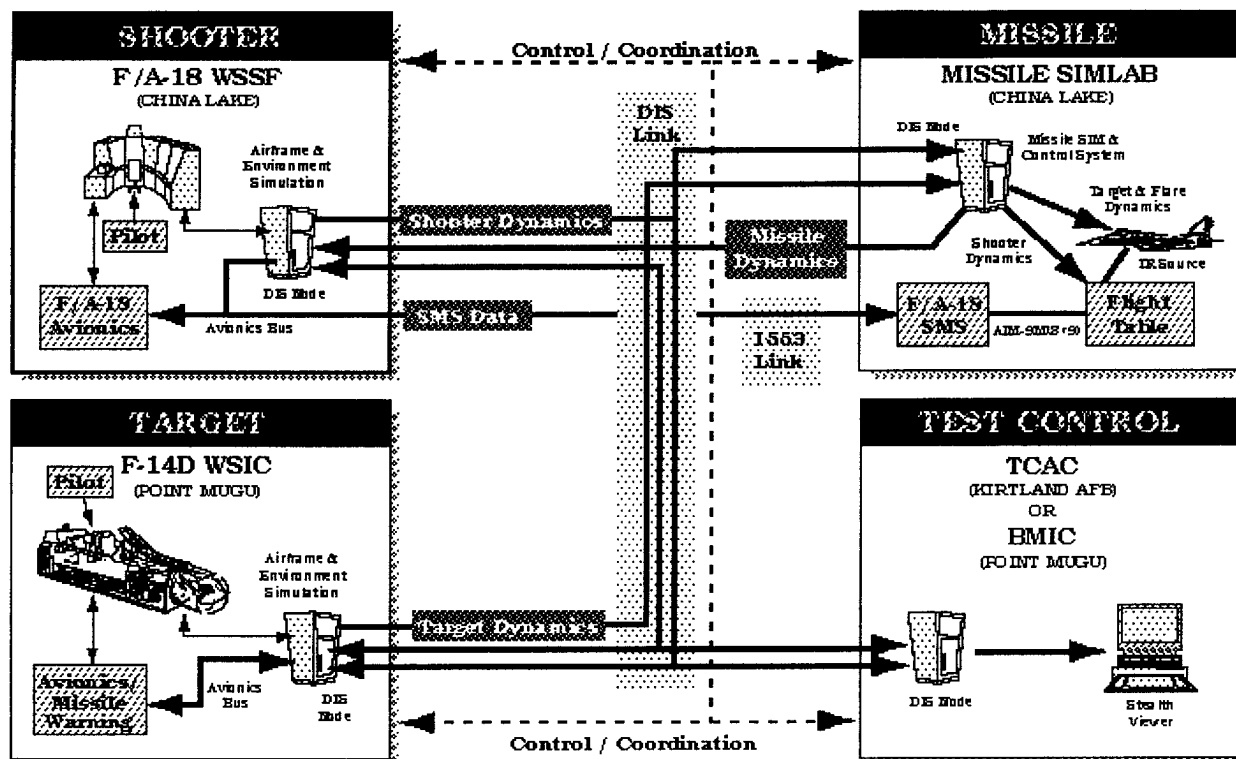 SHOOTER
F/A-18 WSSF
(CHINA LAKE)
Airframe &
Environment
Simulation
Pilot
F/A-18
Avionics
Avionics Bus
DIS Node
Control / Coordination
DIS
Link
Shooter Dynamics
Missile
Dynamics
SMS Data
1553
Link
MISSILE
MISSILE SIMLAB
(CHINA LAKE)
DIS Node
Missile SIM &
Control System
Target & Flare
Dynamics
Shooter
Dynamics
IR Source
F/A-18
SMS
Flight
Table
TARGET
F-14D WSIC
(POINT MUGU)
Pilot
Airframe &
Environment
Simulation
Avionics/
Missile
Warning
Avionics
Bus
DIS
Node
Target Dynamics
Control / Coordination
TEST CONTROL
TCAC
(KIRTLAND AFB)
OR
BMIC
(POINT MUGU)
DIS Node
Stealth
Viewer